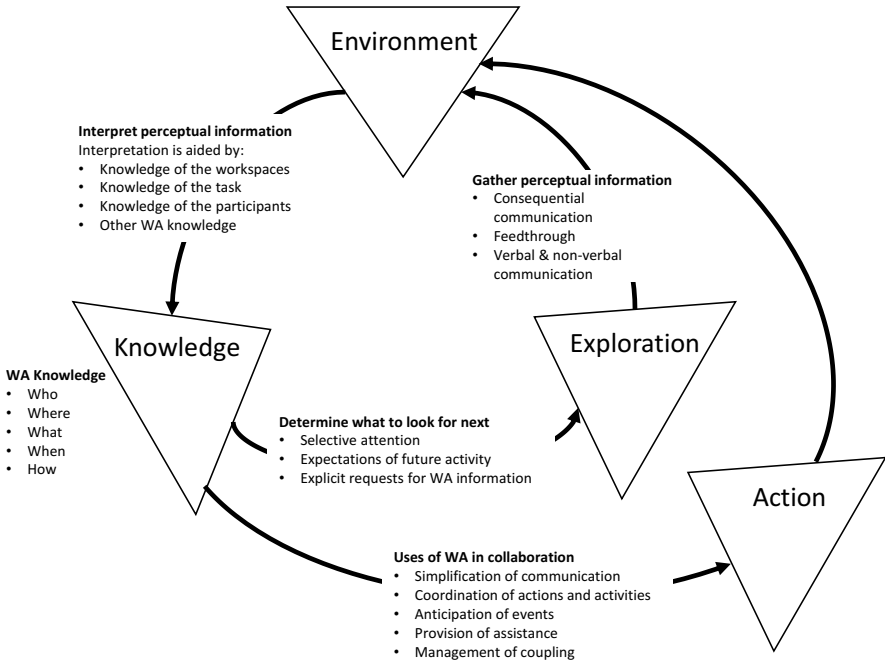 Environment
Interpret perceptual information
Interpretation is aided by:
• Knowledge of the workspaces
• Knowledge of the task
• Knowledge of the participants
• Other WA knowledge
Gather perceptual information
• Consequential
communication
• Feedthrough
• Verbal & non-verbal
communication
Knowledge
Exploration
WA Knowledge
• Who
• Where
• What
• When
• How
Determine what to look for next
• Selective attention
• Expectations of future activity
• Explicit requests for WA information
Action
Uses of WA in collaboration
• Simplification of communication
• Coordination of actions and activities
• Anticipation of events
• Provision of assistance
• Management of coupling